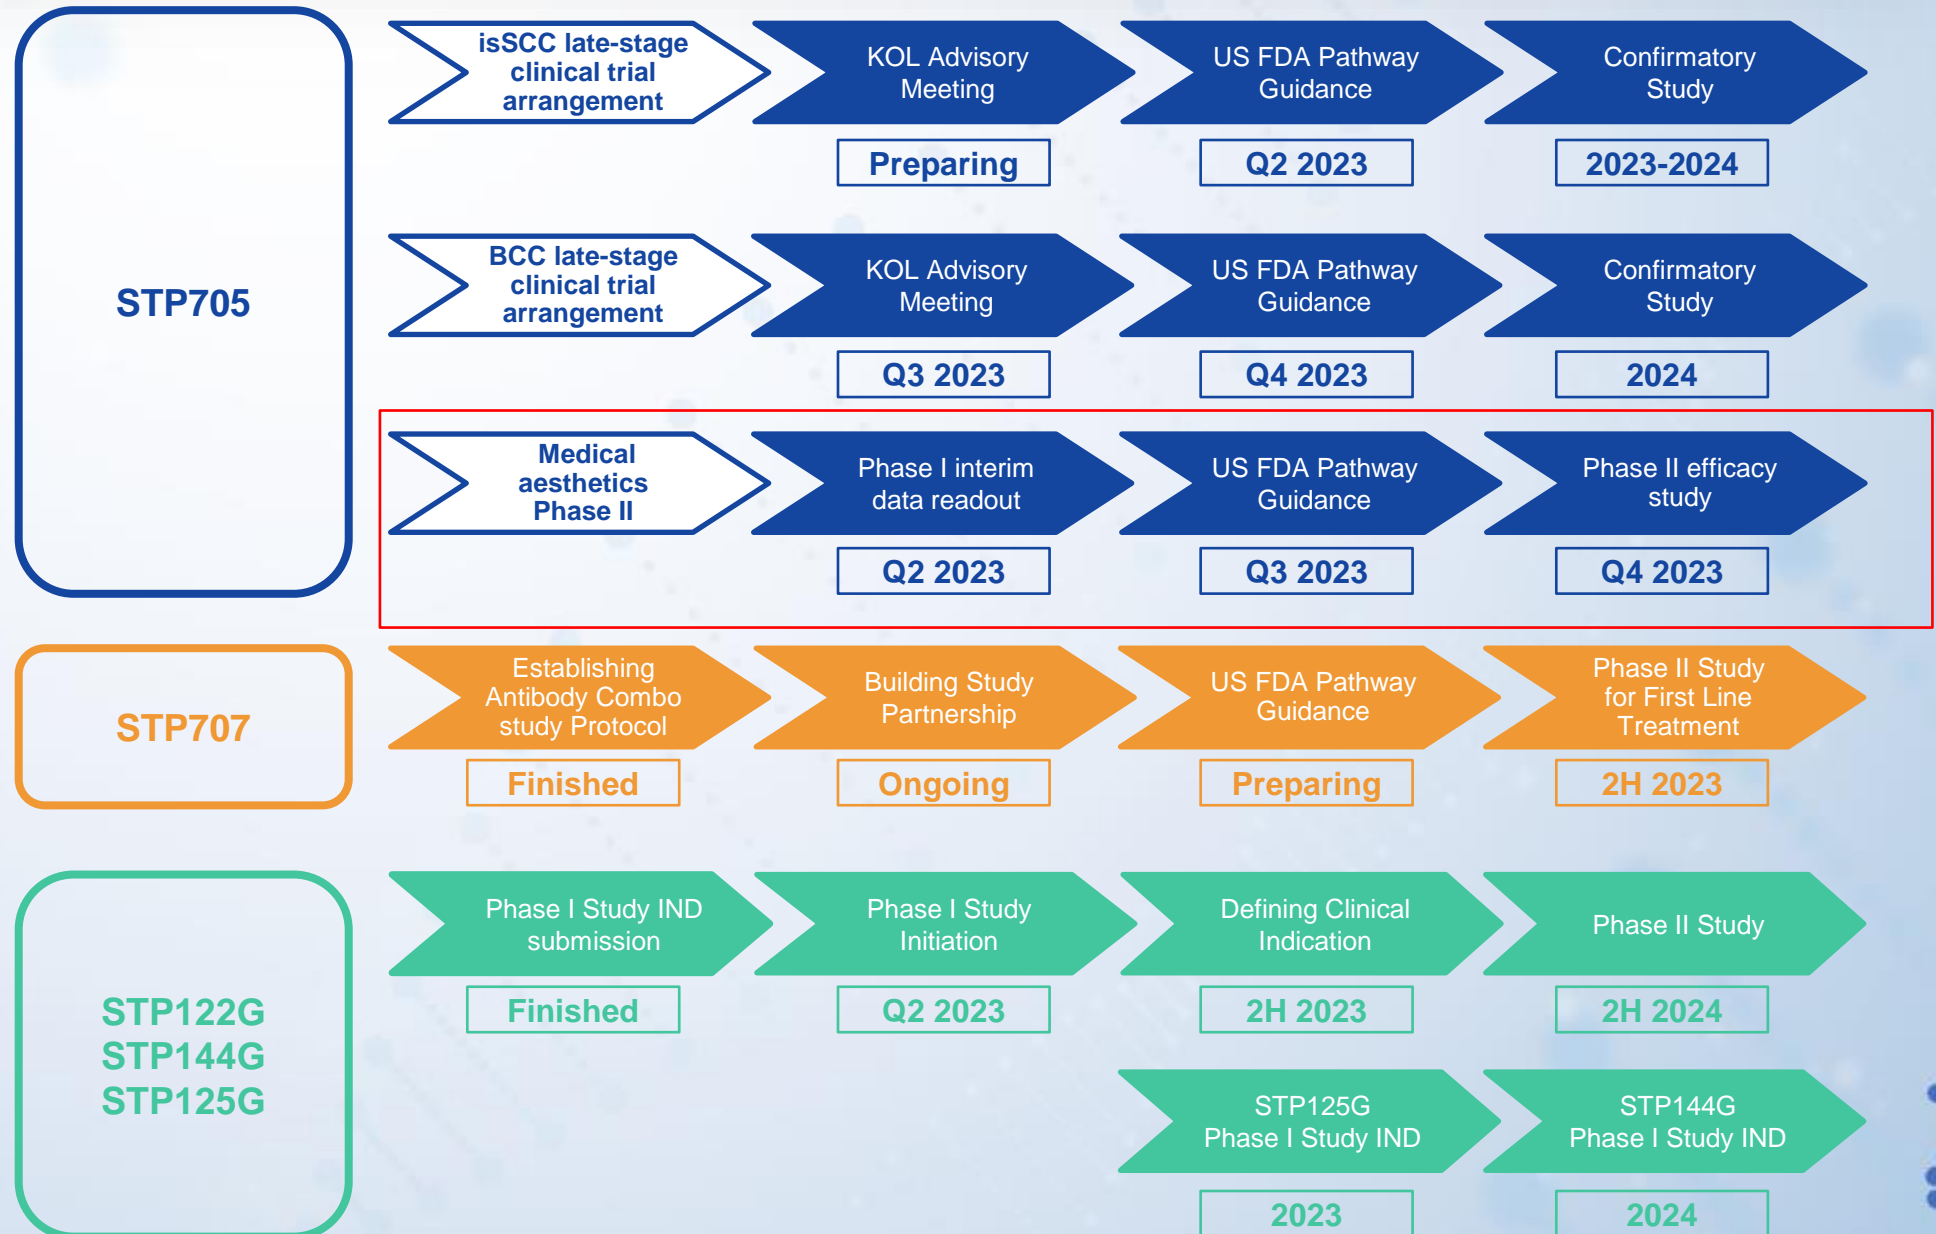 STP705
isSCC late-stage
clinical trial
arrangement
KOL Advisory
Meeting
Preparing
US FDA Pathway
Guidance
Q2 2023
Confirmatory
Study
2023-2024
BCC late-stage
clinical trial
arrangement
KOL Advisory
Meeting
Q3 2023
US FDA Pathway
Guidance
Q4 2023
Confirmatory
Study
2024
Medical
aesthetics
Phase II
Phase I interim
data readout
Q2 2023
US FDA Pathway
Guidance
Q3 2023
Phase II efficacy
study
Q4 2023
STP707
Establishing
Antibody Combo
study Protocol
Finished
Building Study
Partnership
Ongoing
US FDA Pathway
Guidance
Preparing
Phase II Study
for First Line
Treatment
2H 2023
STP122G
STP144G
STP125G
Phase I Study IND
submission
Finished
Phase I Study
Initiation
Q2 2023
Defining Clinical
Indication
2H 2023
Phase II Study
2H 2024
STP125G
Phase I Study IND
2023
STP144G
Phase I Study IND
2024